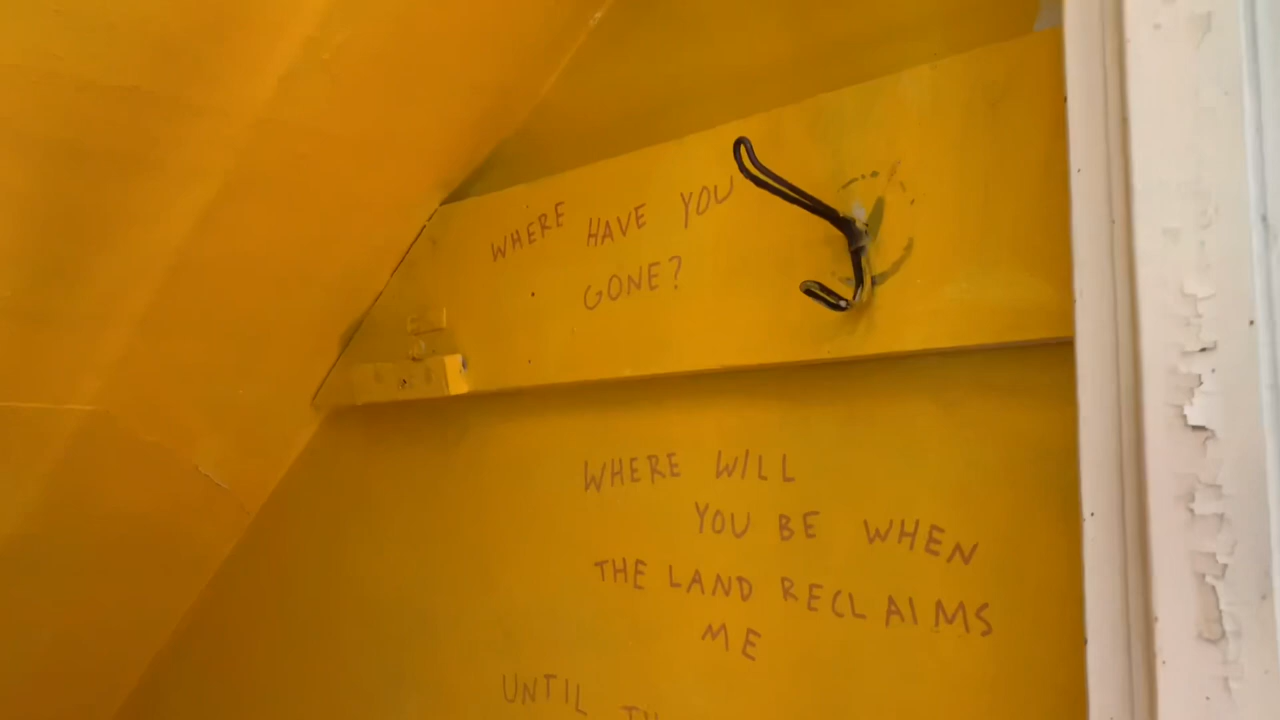 WHERE HAVE YOU
GONE?
WHERE WILL
YOU BE WHEN
THE LAND RECLAIMS
ME
UNTIL